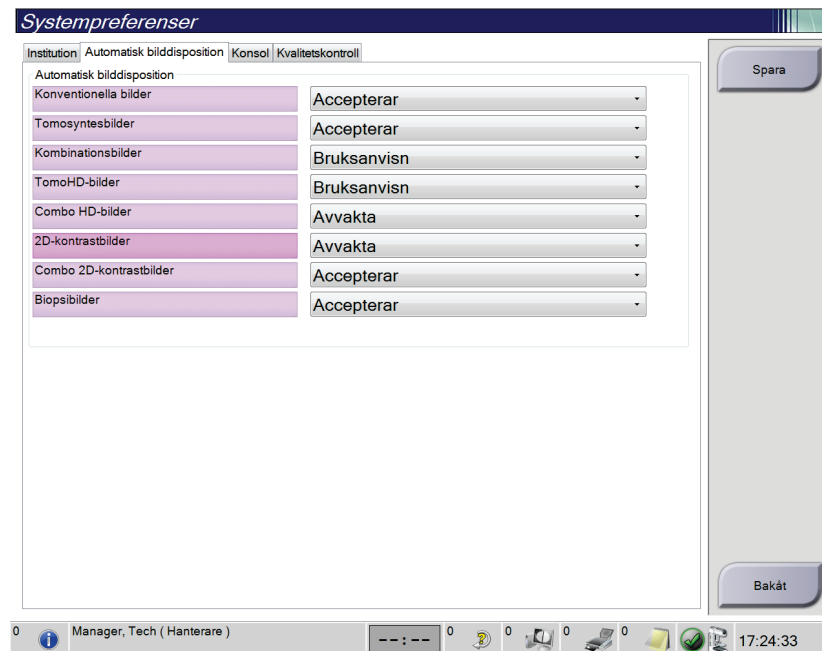 Systempreferenser
Institution Automatisk bilddisposition Konsol Kvalitetskontroll
Spara
Automatisk bilddisposition
Konventionella bilder Accepterar
Tomosyntesbilder Accepterar
Kombinationsbilder Bruksanvisn
TomoHD-bilder Bruksanvisn
Combo HD-bilder Avvakta
2D-kontrastbilder Avvakta
Combo 2D-kontrastbilder Accepterar
Biopsibilder Accepterar
Bakåt
0 Manager, Tech ( Hanterare ) --:-- 0 0 0 0 17:24:33